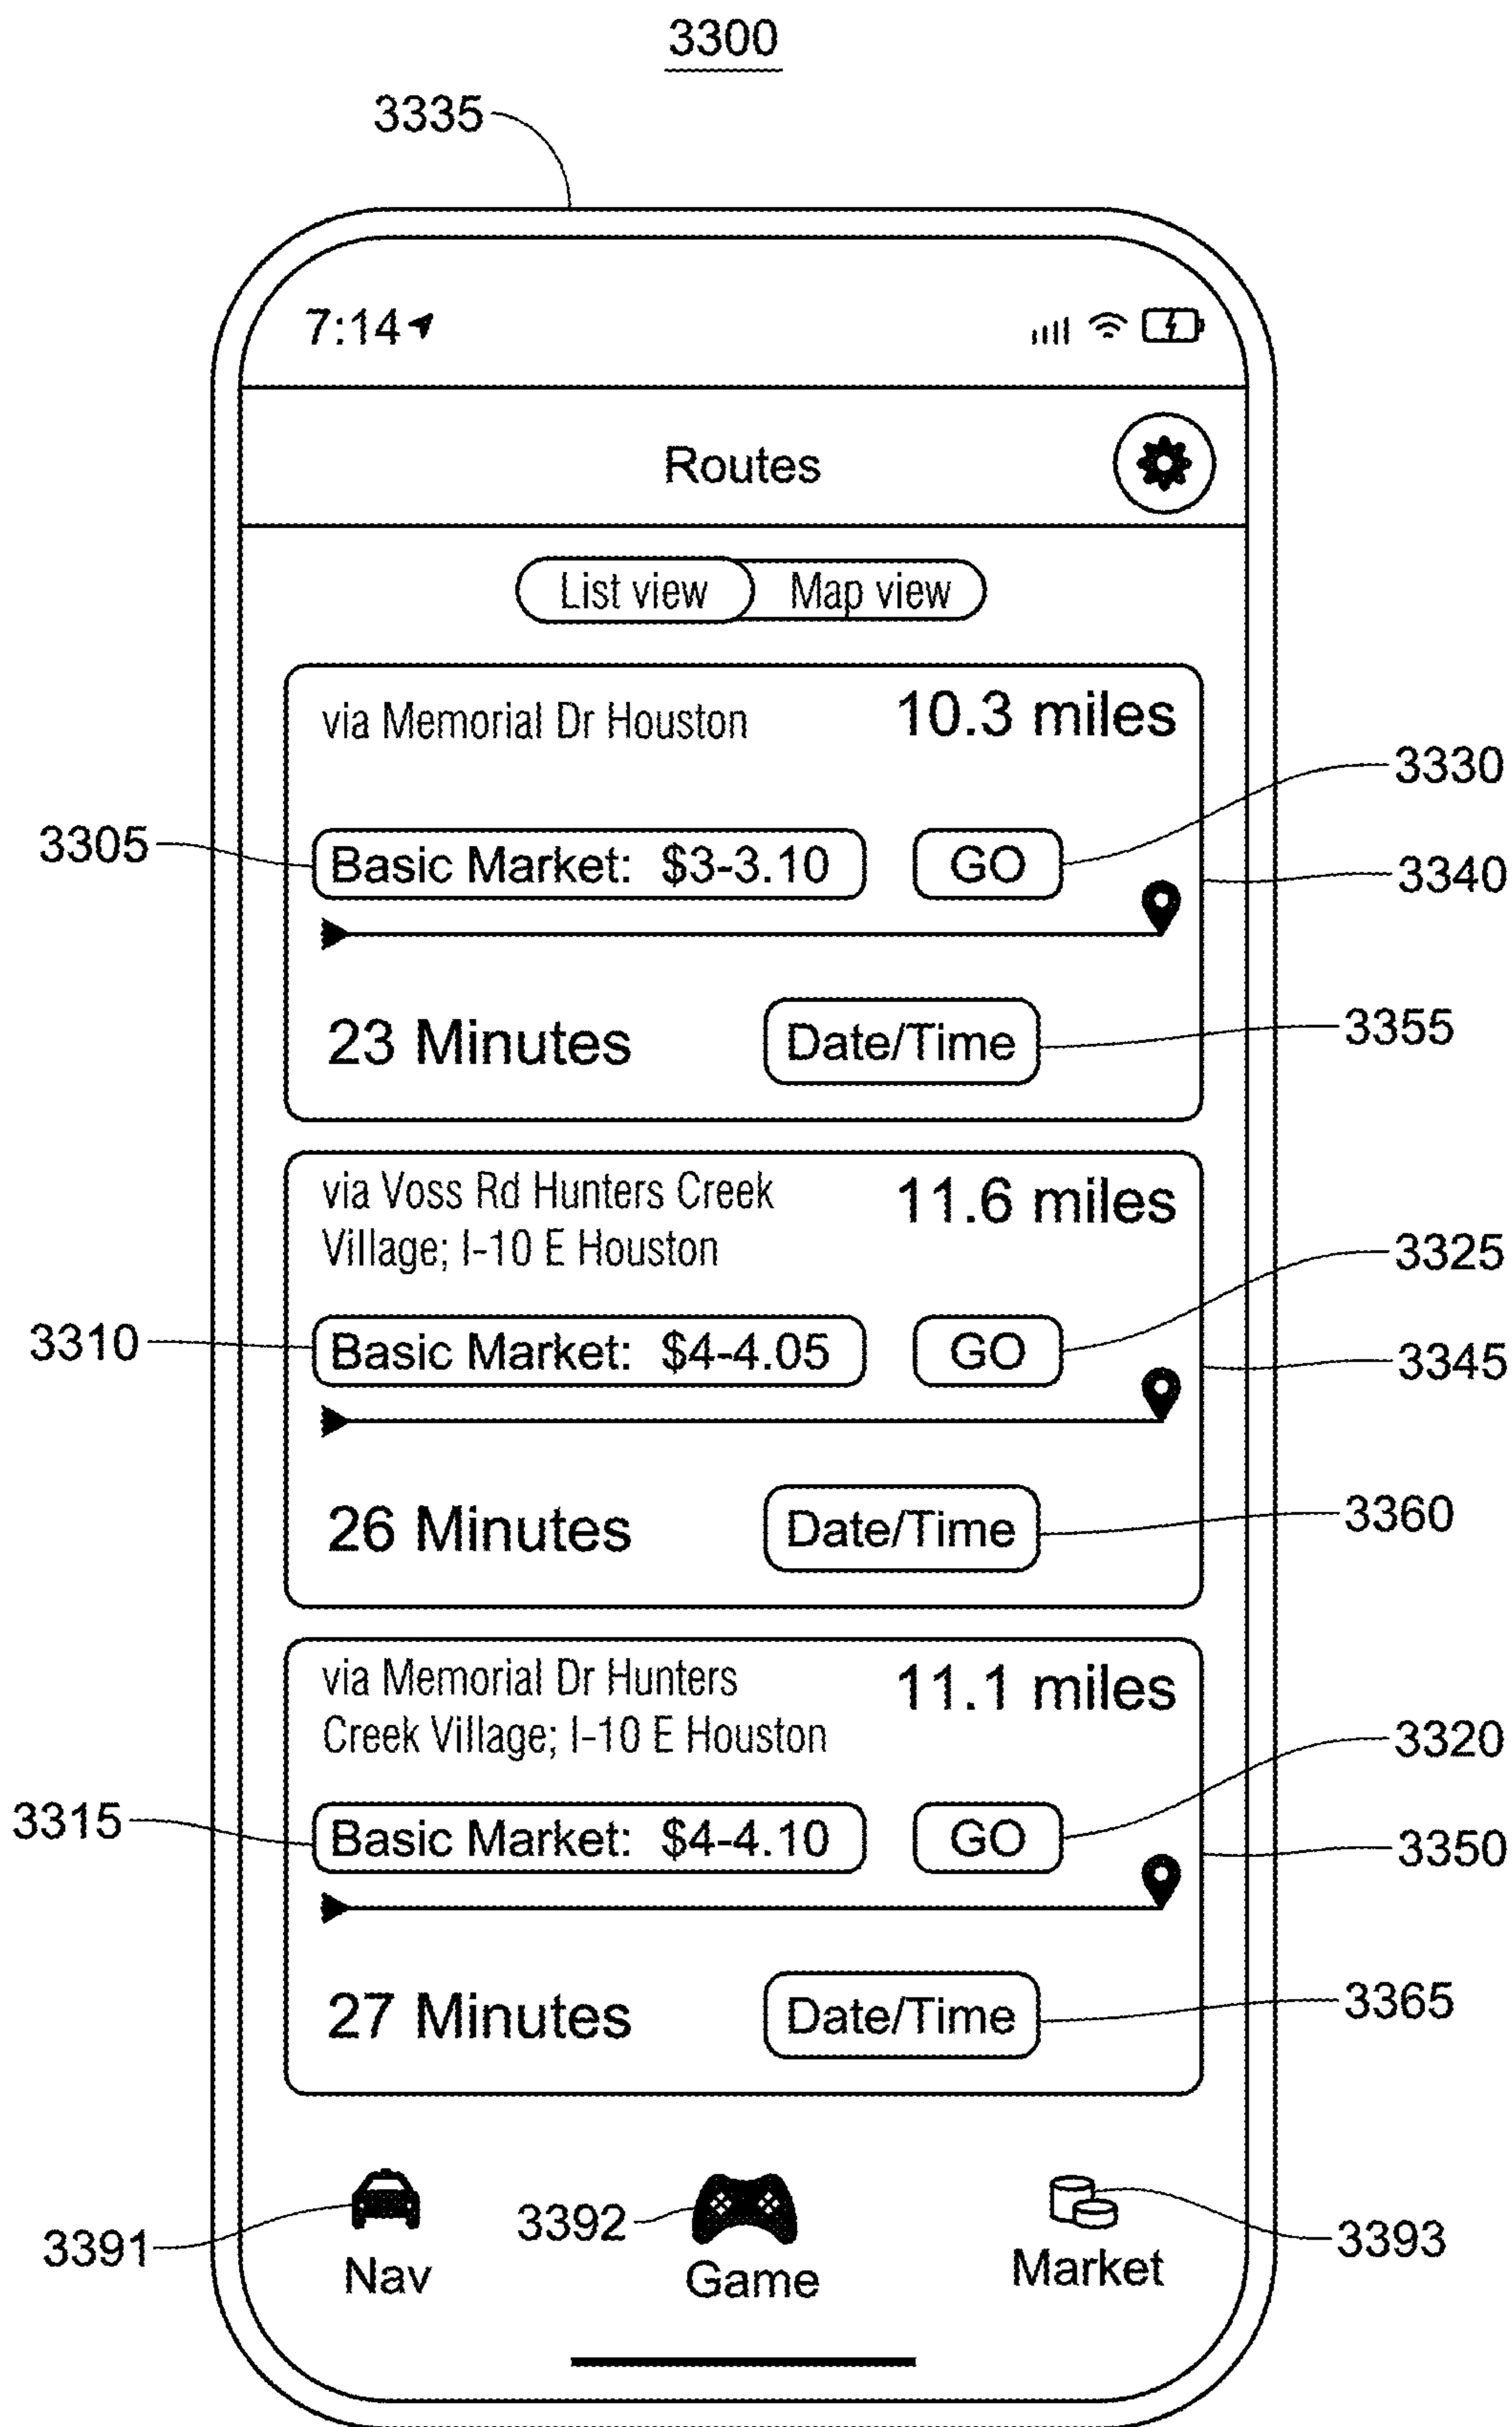 3300
3335
7:14
Routes
List view Map view
via Memorial Dr Houston 10.3 miles
3330
3305 Basic Market: $3-3.10 GO
3340
23 Minutes Date/Time 3355
via Voss Rd Hunters Creek 11.6 miles
Village; I-10 E Houston 3325
3310 Basic Market: $4-4.05 GO 3345
26 Minutes Date/Time 3360
via Memorial Dr Hunters 11.1 miles
Creek Village; I-10 E Houston 3320
3315 Basic Market: $4-4.10 GO 3350
27 Minutes Date/Time 3365
3391 3392 3393
Nav Game Market